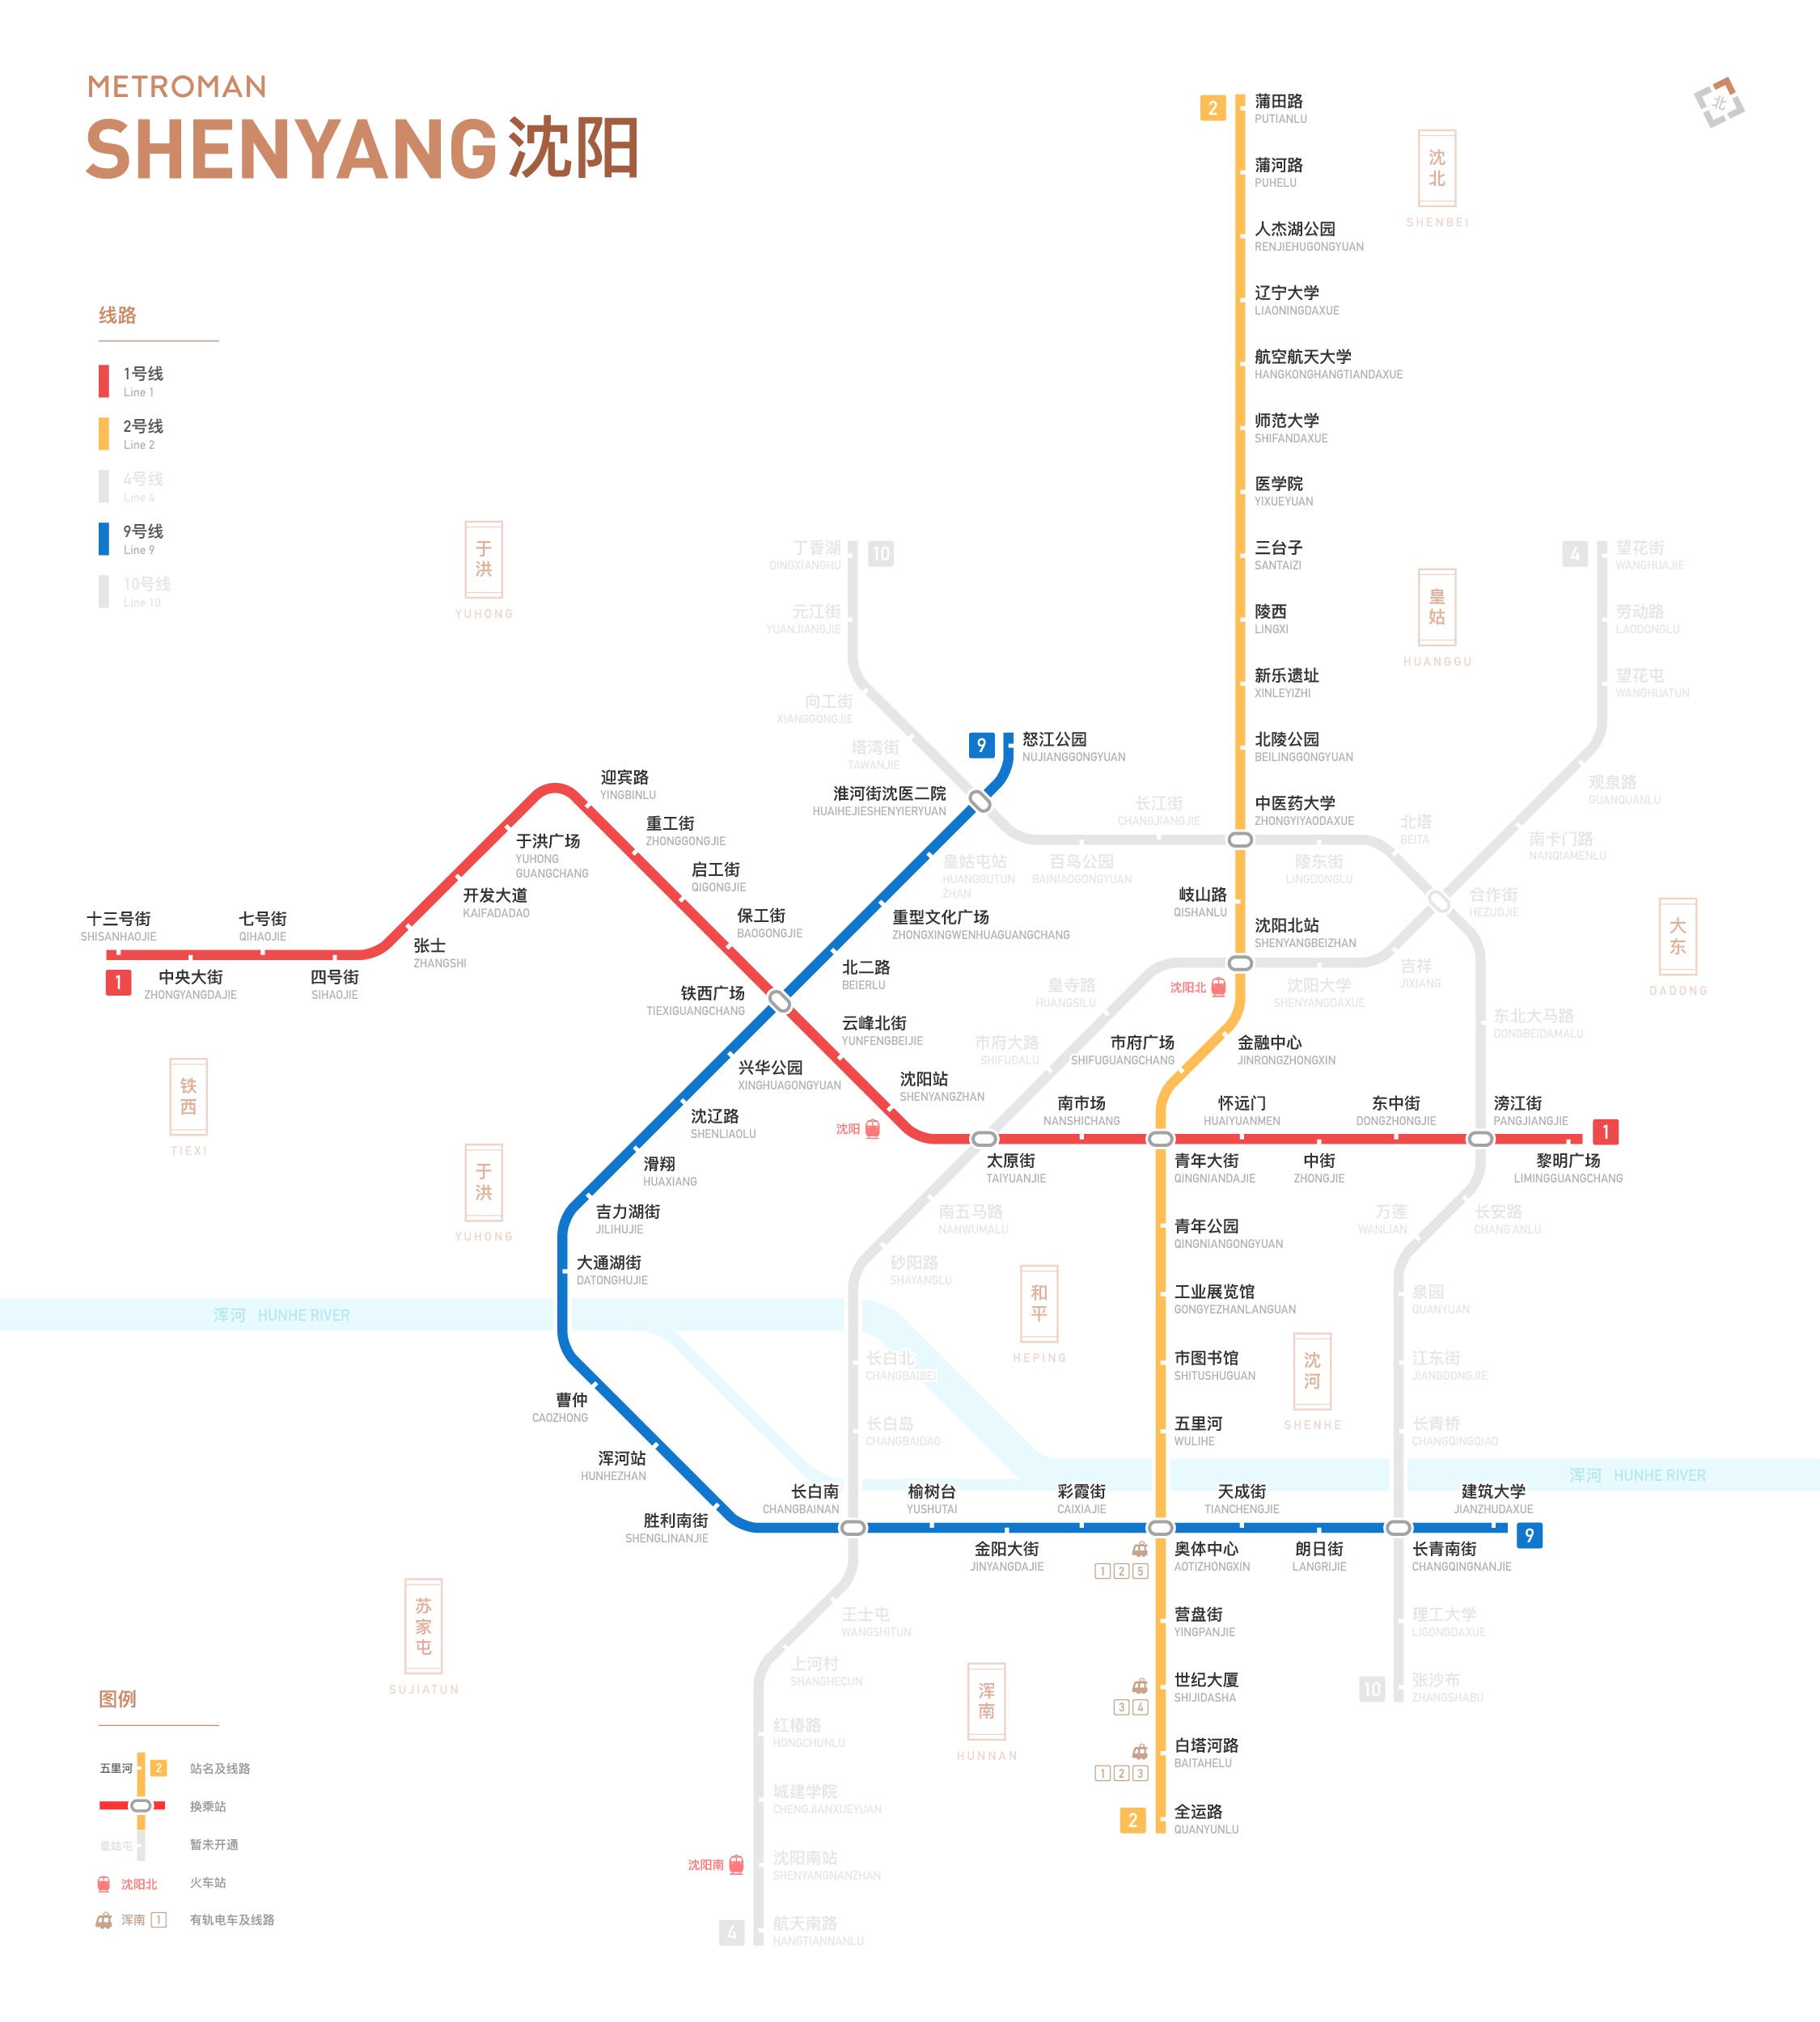 METROMAN
SHENYANG 沈阳
北
线路
1号线
Line 1
2号线
Line 2
4号线
Line 4
9号线
Line 9
10号线
Line 10
2
蒲田路
PUTIANLU
蒲河路
PUHELU
人杰湖公园
RENJIEHUGONGYUAN
辽宁大学
LIAONINGDAXUE
航空航天大学
HANGKONGHANGTIANDAXUE
师范大学
SHIFANDAXUE
医学院
YIXUEYUAN
三台子
SANTAIZI
陵西
LINGXI
新乐遗址
XINLEYIZHI
北陵公园
BEILINGGONGYUAN
中医药大学
ZHONGYIYAODAXUE
岐山路
QISHANLU
沈阳北站
SHENYANGBEIZHAN
沈阳北
金融中心
JINRONGZHONGXIN
市府广场
SHIFUGUANGCHANG
青年大街
QINGNIANDAJIE
青年公园
QINGNIANGONGYUAN
工业展览馆
GONGYEZHANLANGUAN
市图书馆
SHITUSHUGUAN
五里河
WULIHE
奥体中心
AOTIZHONGXIN
1 2 5
营盘街
YINGPANJIE
世纪大厦
SHIJIDASHA
3 4
白塔河路
BAITAHELU
1 2 3
全运路
QUANYUNLU
2
沈北
SHENBEI
皇姑
HUANGGU
大东
DADONG
于洪
YUHONG
铁西
TIEXI
于洪
YUHONG
和平
HEPING
沈河
SHENHE
苏家屯
SUJIATUN
浑南
HUNNAN
丁香湖
DINGXIANGHU
10
元江街
YUANJIANGJIE
向工街
XIANGGONGJIE
塔湾街
TAWANJIE
长江街
CHANGJIANGJIE
百鸟公园
BAINIAOGONGYUAN
陵东街
LINGDONGLU
北塔
BEITA
合作街
HEZUOJIE
东北大马路
DONGBEIDAMALU
长安路
CHANG'ANLU
万莲
WANLIAN
泉园
QUANYUAN
江东街
JIANGDONGJIE
长青桥
CHANGQINGQIAO
理工大学
LIGONGDAXUE
张沙布
ZHANGSHABU
10
4
望花街
WANGHUAJIE
劳动路
LAODONGLU
望花屯
WANGHUATUN
观泉路
GUANQUANLU
南卡门路
NANQIAMENLU
吉祥
JIXIANG
沈阳大学
SHENYANGDAXUE
皇寺路
HUANGSILU
市府大路
SHIFUDALU
南五马路
NANWUMALU
砂阳路
SHAYANGLU
长白北
CHANGBAIBEI
长白岛
CHANGBAIDAO
王士屯
WANGSHITUN
上河村
SHANGHECUN
红椿路
HONGCHUNLU
城建学院
CHENGJIANXUEYUAN
沈阳南
沈阳南站
SHENYANGNANZHAN
航天南路
HANGTIANNANLU
4
9
怒江公园
NUJIANGGONGYUAN
淮河街沈医二院
HUAIHEJIESHENYIERYUAN
皇姑屯站
HUANGGUTUN
ZHAN
重型文化广场
ZHONGXINGWENHUAGUANGCHANG
北二路
BEIERLU
铁西广场
TIEXIGUANGCHANG
兴华公园
XINGHUAGONGYUAN
沈辽路
SHENLIAOLU
滑翔
HUAXIANG
吉力湖街
JILIHUJIE
大通湖街
DATONGHUJIE
曹仲
CAOZHONG
浑河站
HUNHEZHAN
胜利南街
SHENGLINANJIE
长白南
CHANGBAINAN
榆树台
YUSHUTAI
金阳大街
JINYANGDAJIE
彩霞街
CAIXIAJIE
天成街
TIANCHENGJIE
朗日街
LANGRIJIE
长青南街
CHANGQINGNANJIE
建筑大学
JIANZHUDAXUE
9
十三号街
SHISANHAOJIE
1
中央大街
ZHONGYANGDAJIE
七号街
QIHAOJIE
四号街
SIHAOJIE
张士
ZHANGSHI
开发大道
KAIFADADAO
于洪广场
YUHONG
GUANGCHANG
迎宾路
YINGBINLU
重工街
ZHONGGONGJIE
启工街
QIGONGJIE
保工街
BAOGONGJIE
云峰北街
YUNFENGBEIJIE
沈阳站
SHENYANGZHAN
沈阳
太原街
TAIYUANJIE
南市场
NANSHICHANG
怀远门
HUAIYUANMEN
中街
ZHONGJIE
东中街
DONGZHONGJIE
滂江街
PANGJIANGJIE
黎明广场
LIMINGGUANGCHANG
1
浑河 HUNHE RIVER
浑河 HUNHE RIVER
图例
五里河 2 站名及线路
换乘站
皇姑屯 暂未开通
沈阳北 火车站
浑南 1 有轨电车及线路